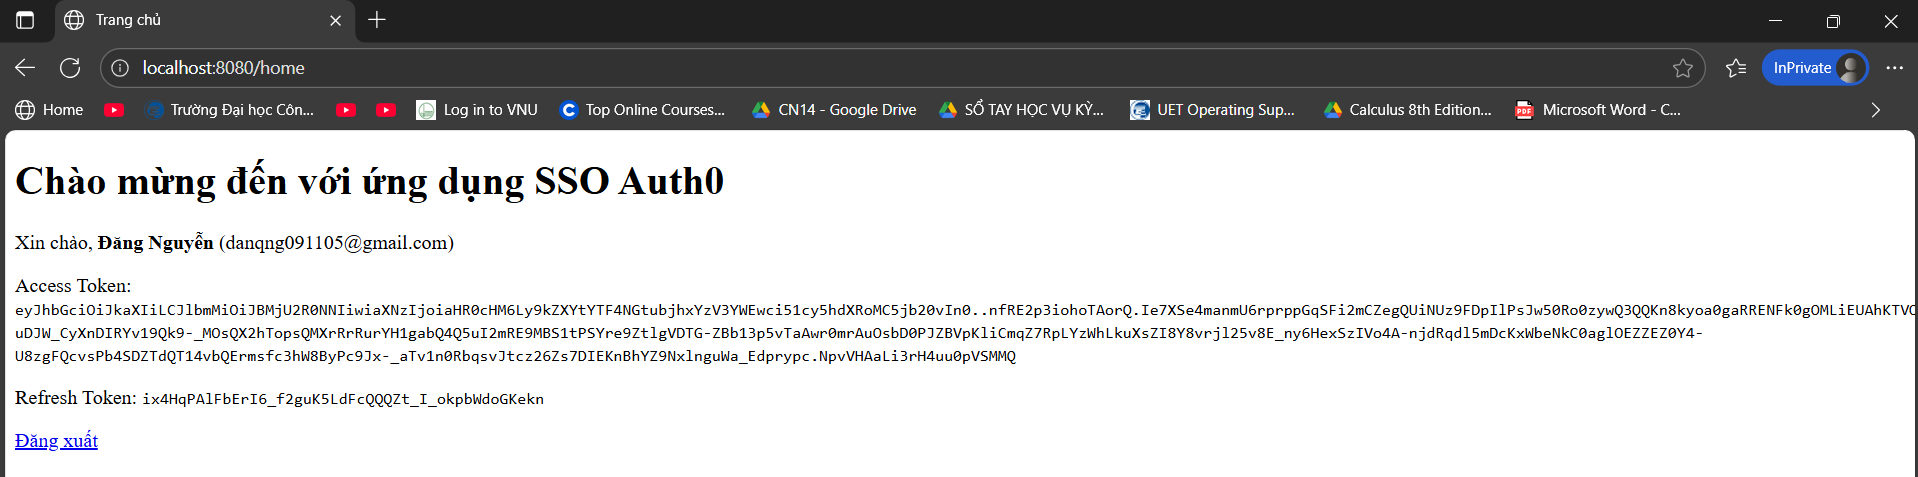 Trang chủ
localhost:8080/home
InPrivate
Home
Trường Đại học Côn...
Log in to VNU
Top Online Courses...
CN14 - Google Drive
SỔ TAY HỌC VỤ KỲ...
UET Operating Sup...
Calculus 8th Edition...
Microsoft Word - C...
Chào mừng đến với ứng dụng SSO Auth0
Xin chào, Đăng Nguyễn (danqng091105@gmail.com)
Access Token:
eyJhbGciOiJkaXIiLCJlbmMiOiJBMjU2R0NNIiwiaXNzIjoiaHR0cHM6Ly9kZXYtYTF4NGtubjhxYzV3YWEwci51cy5hdXRoMC5jb20vIn0..nfRE2p3iohoTAorQ.Ie7XSe4manmU6rprppGqSFi2mCZegQUiNUz9FDpIlPsJw50Ro0zywQ3QQKn8kyoa0gaRRENFk0gOMLiEUAhKTVC
uDJW_CyXnDIRYv19Qk9-_MOsQX2hTopsQMXrRrRurYH1gabQ4Q5uI2mRE9MBS1tPSYre9ZtlgVDTG-ZBb13p5vTaAwr0mrAuOsbD0PJZBVpKliCmqZ7RpLYzWhLkuXsZI8Y8vrjl25v8E_ny6HexSzIVo4A-njdRqdl5mDcKxWbeNkC0aglOEZZEZ0Y4-
U8zgFQcvsPb4SDZTdQT14vbQErmsfc3hW8ByPc9Jx-_aTv1n0RbqsvJtcz26Zs7DIEKnBhYZ9NxlnguWa_Edprypc.NpvVHAaLi3rH4uu0pVSMMQ
Refresh Token: ix4HqPAlFbErI6_f2guK5LdFcQQQZt_I_okpbWdoGKekn
Đăng xuất